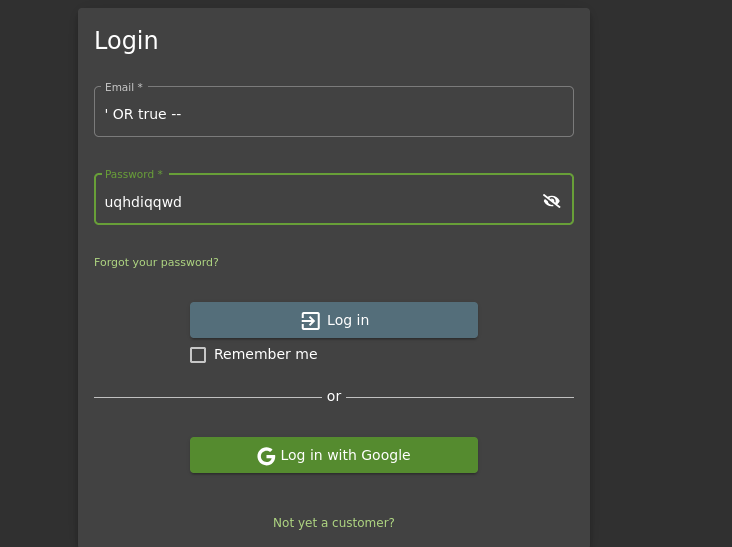 Login
Email *
' OR true --
Password *
uqhdiqqwd
Forgot your password?
Log in
Remember me
or
Log in with Google
Not yet a customer?